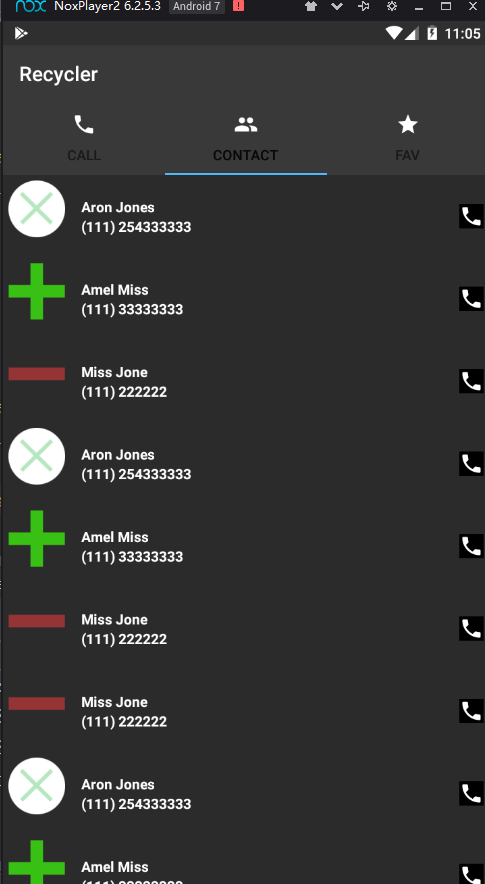 nox NoxPlayer2 6.2.5.3 Android 7
11:05
Recycler
CALL CONTACT FAV
Aron Jones
(111) 254333333
Amel Miss
(111) 33333333
Miss Jone
(111) 222222
Aron Jones
(111) 254333333
Amel Miss
(111) 33333333
Miss Jone
(111) 222222
Miss Jone
(111) 222222
Aron Jones
(111) 254333333
Amel Miss